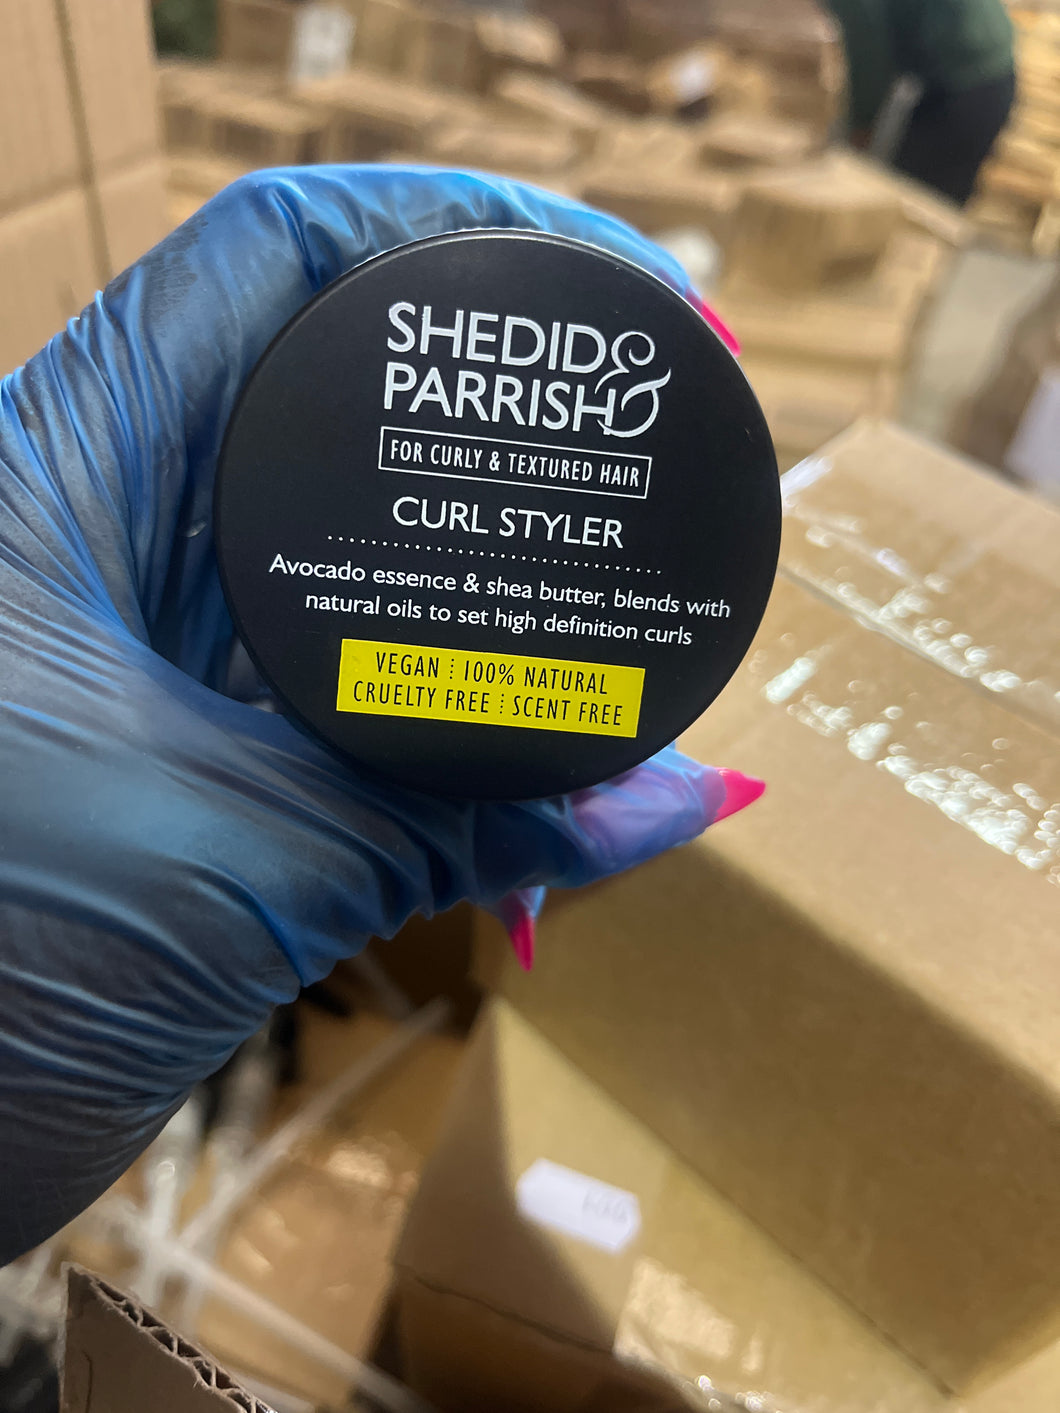 SHEDID &
PARRISH
FOR CURLY & TEXTURED HAIR
CURL STYLER
Avocado essence & shea butter, blends with
natural oils to set high definition curls
VEGAN ⋮ 100% NATURAL
CRUELTY FREE ⋮ SCENT FREE